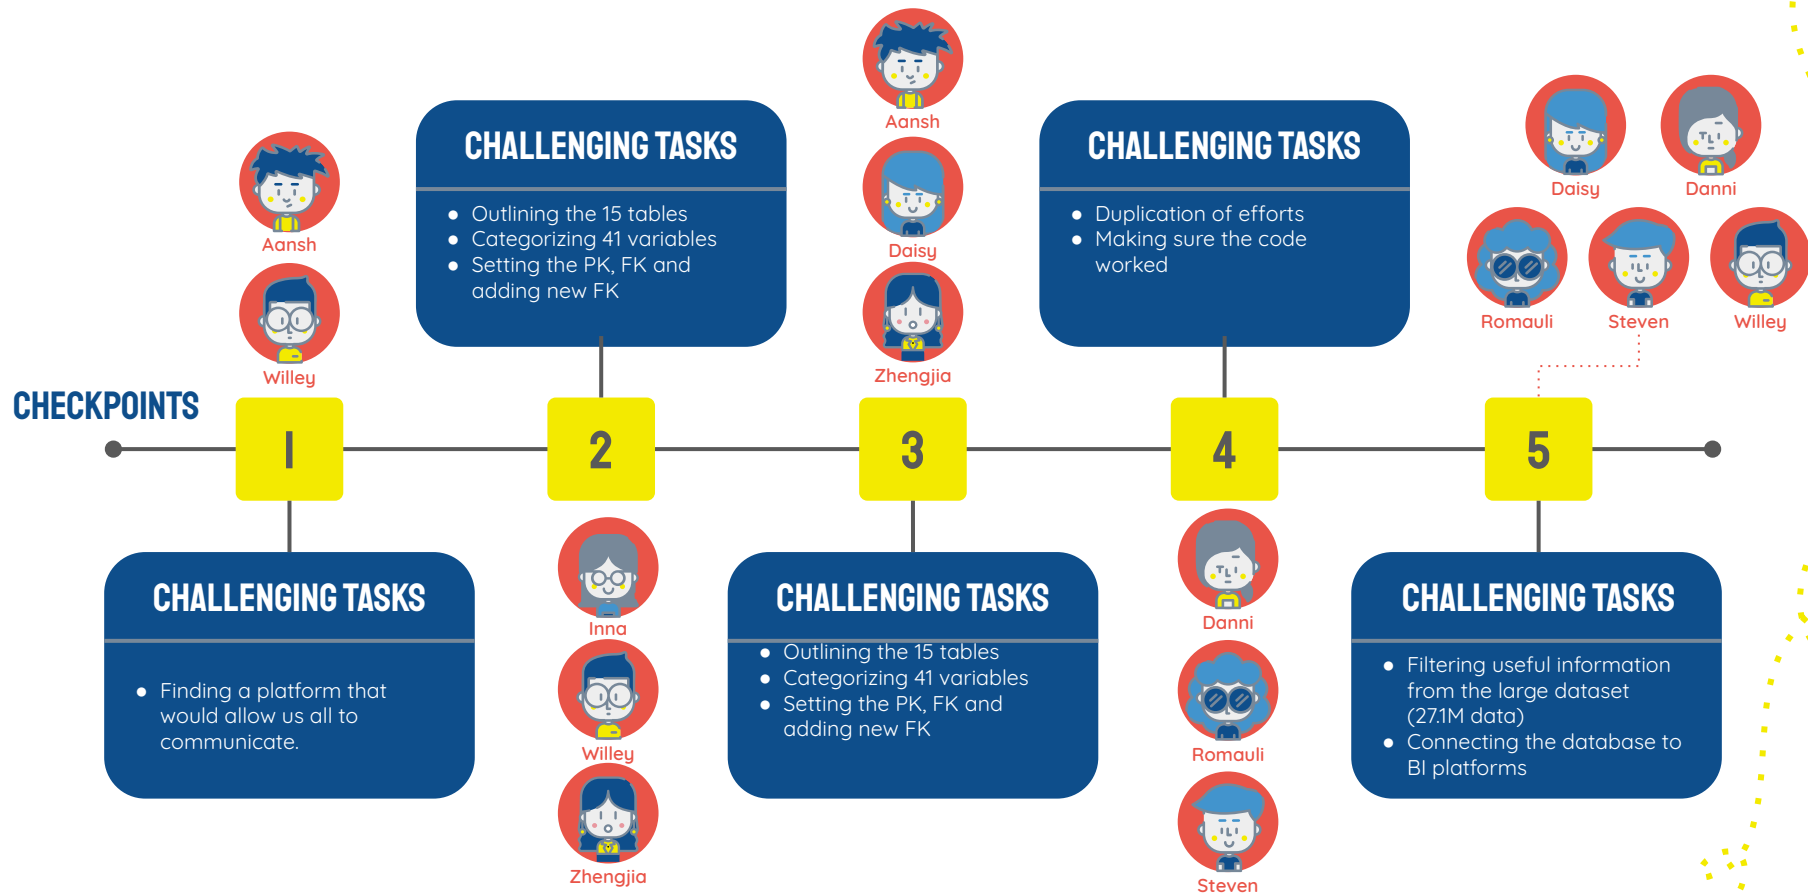 CHECKPOINTS
Aansh
Willey
1
CHALLENGING TASKS
● Finding a platform that
would allow us all to
communicate.
CHALLENGING TASKS
● Outlining the 15 tables
● Categorizing 41 variables
● Setting the PK, FK and
adding new FK
2
Inna
Willey
Zhengjia
Aansh
Daisy
Zhengjia
3
CHALLENGING TASKS
● Outlining the 15 tables
● Categorizing 41 variables
● Setting the PK, FK and
adding new FK
CHALLENGING TASKS
● Duplication of efforts
● Making sure the code
worked
4
Danni
Romauli
Steven
Daisy Danni
Romauli Steven Willey
5
CHALLENGING TASKS
● Filtering useful information
from the large dataset
(27.1M data)
● Connecting the database to
BI platforms